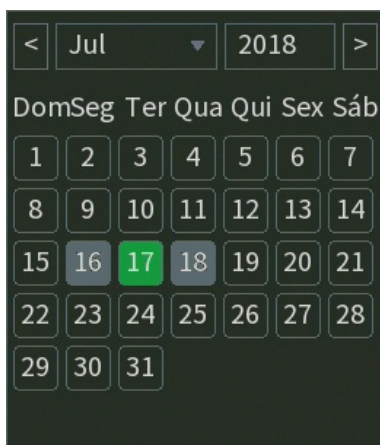 < Jul 2018 >
Dom Seg Ter Qua Qui Sex Sáb
1 2 3 4 5 6 7
8 9 10 11 12 13 14
15 16 17 18 19 20 21
22 23 24 25 26 27 28
29 30 31